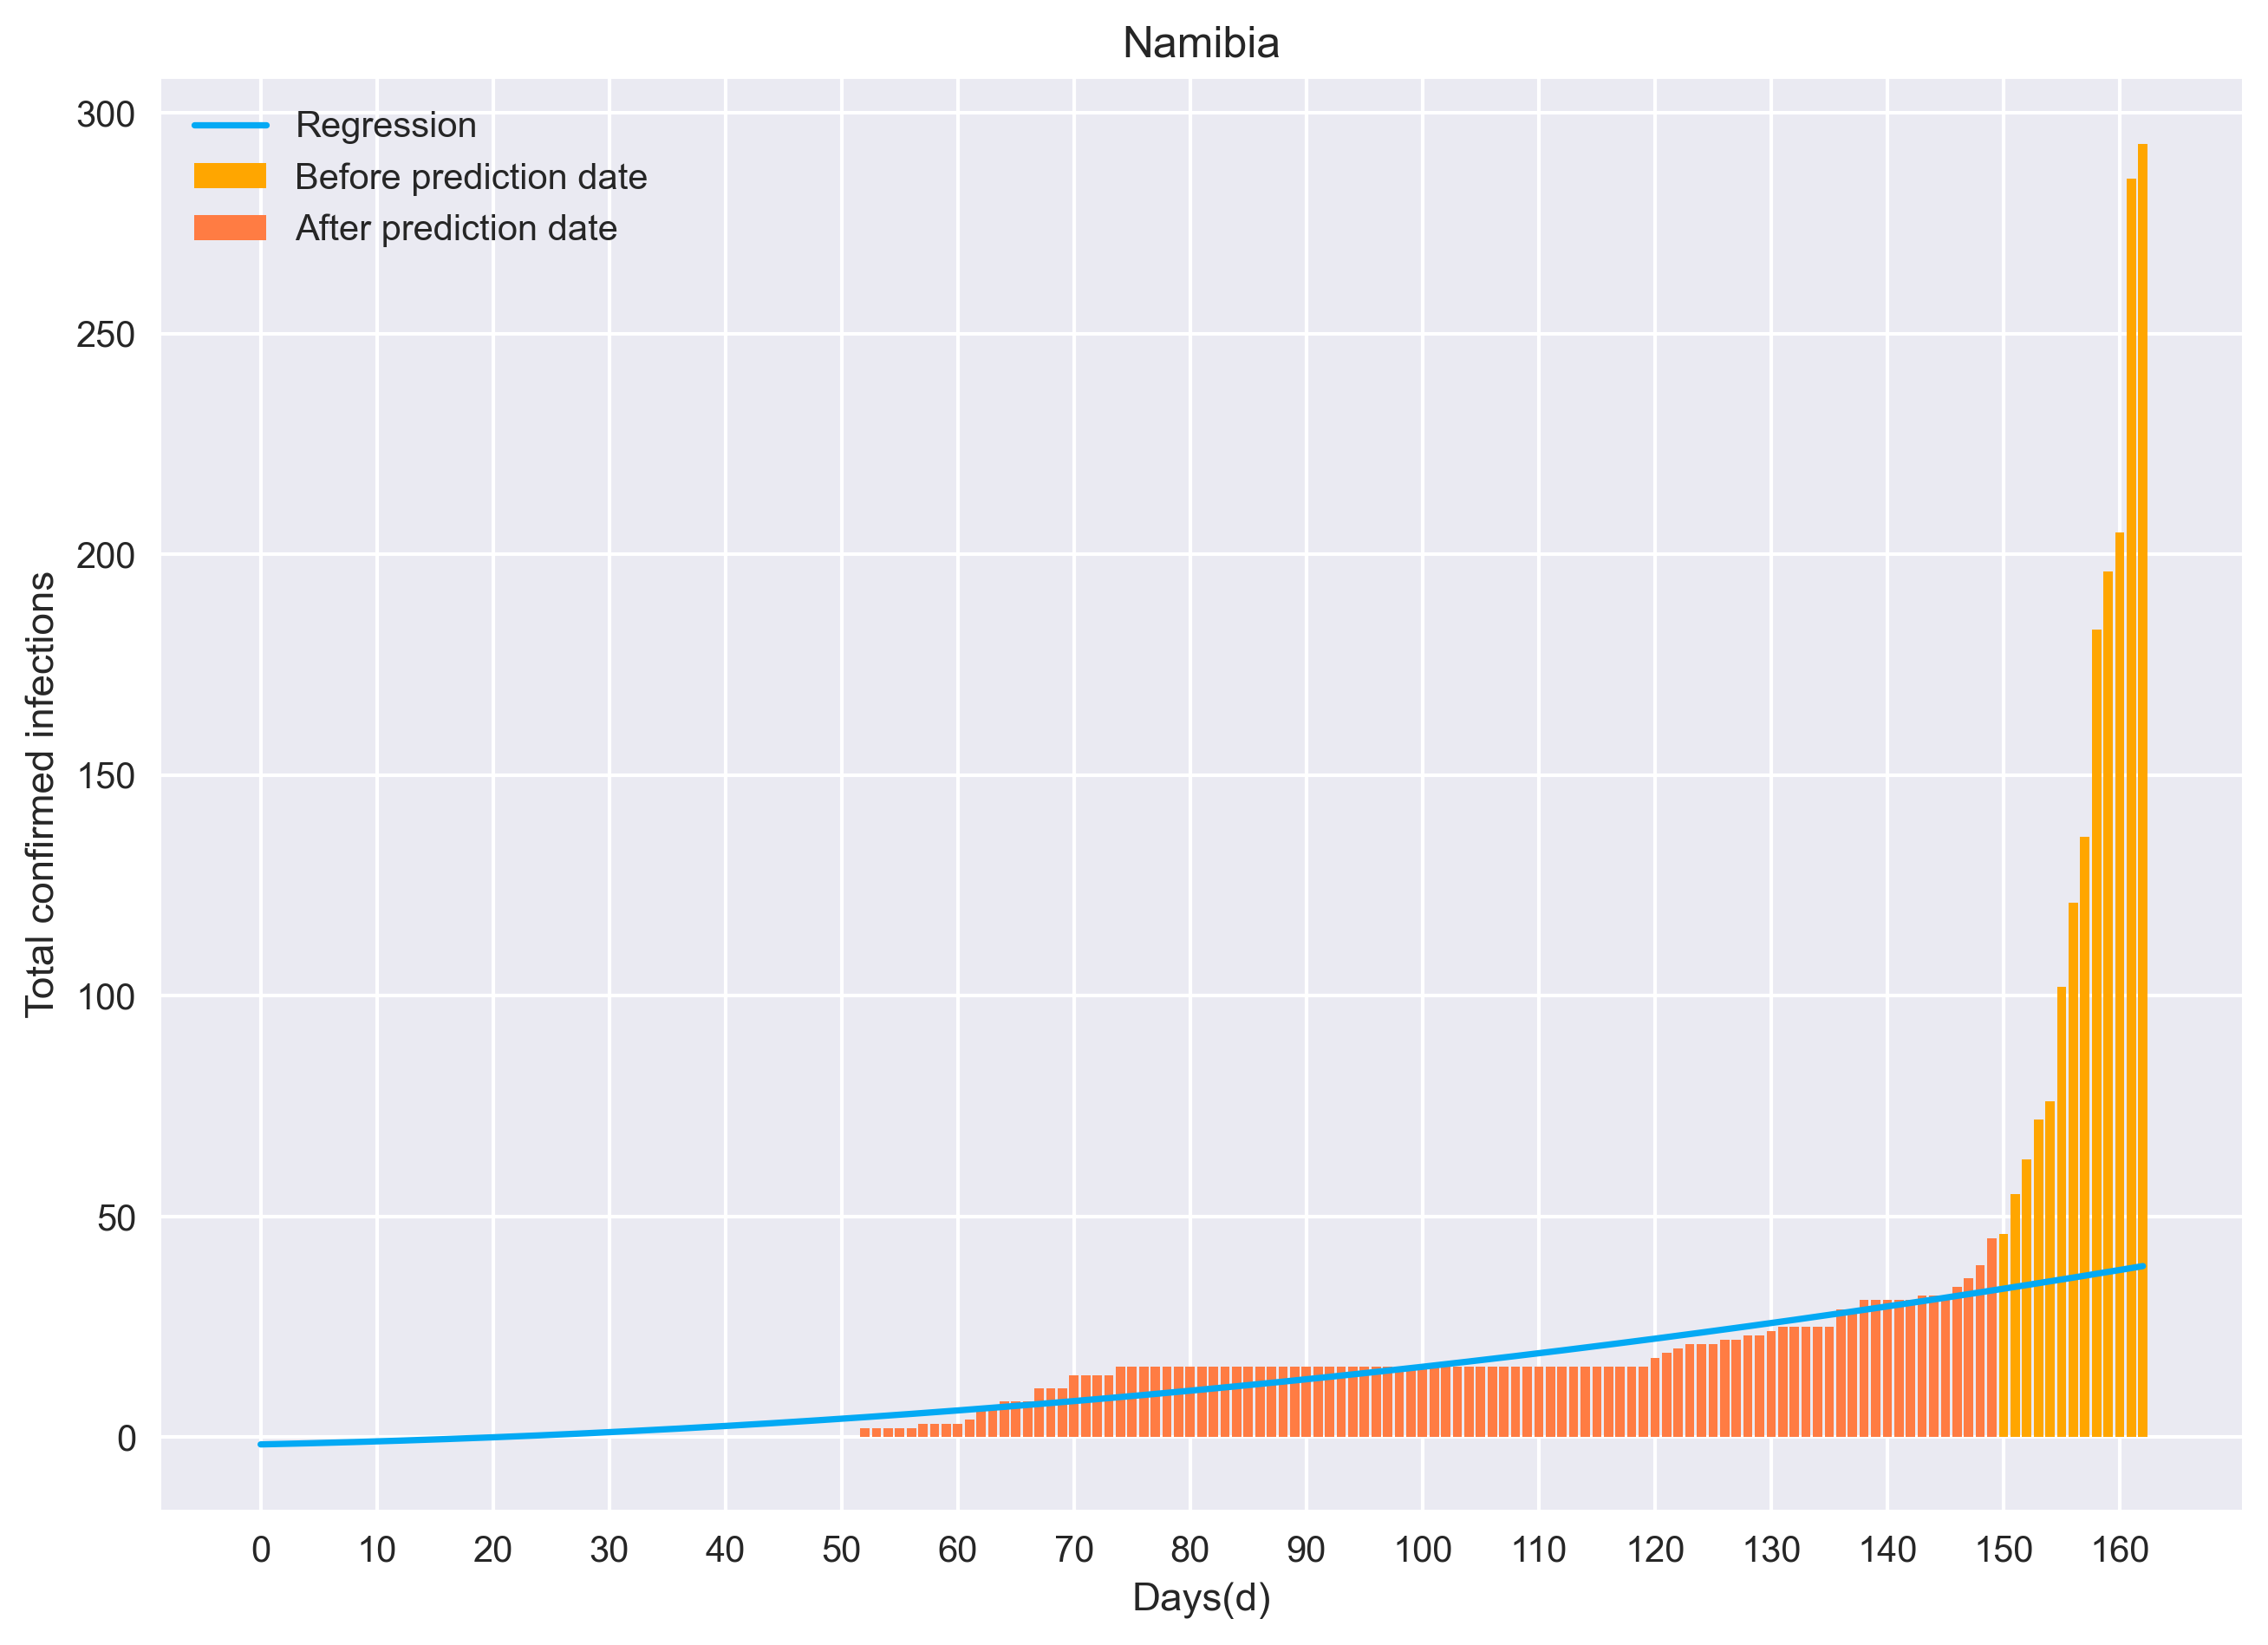 Namibia
Regression
Before prediction date
After prediction date
300
250
200
150
100
50
0
Total confirmed infections
0 10 20 30 40 50 60 70 80 90 100 110 120 130 140 150 160
Days(d)